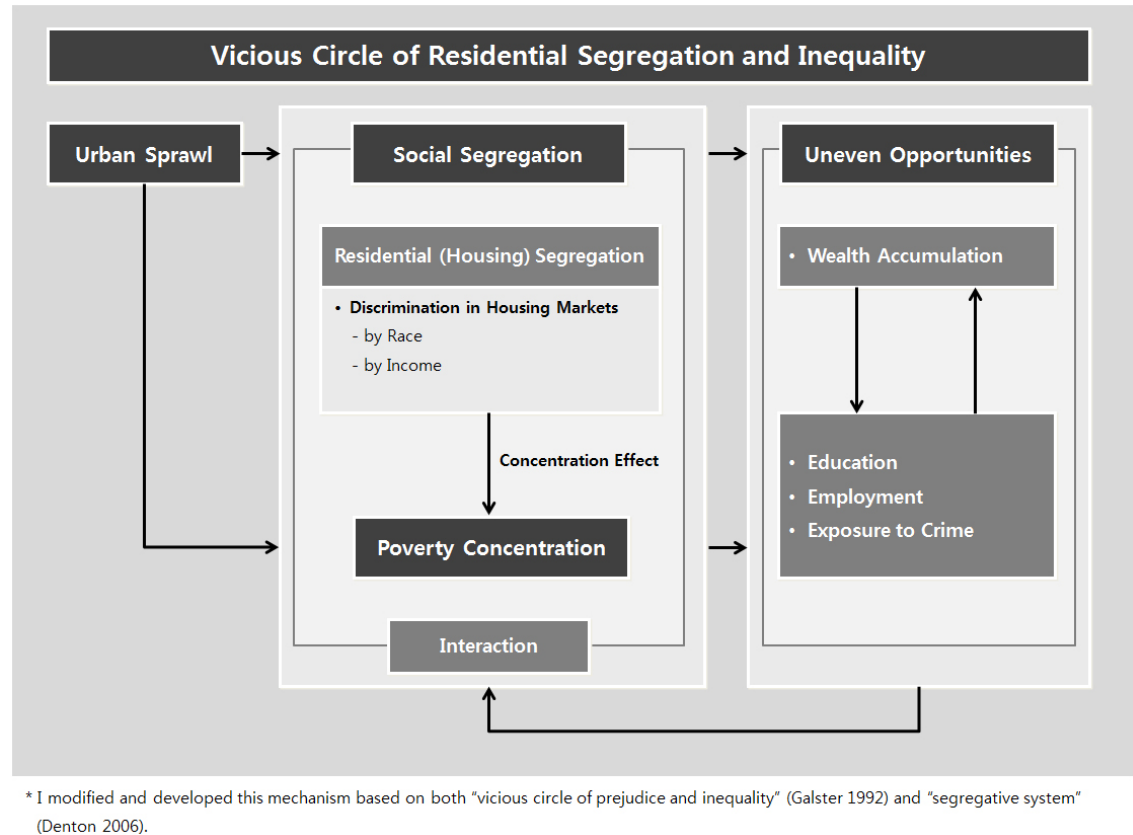 Vicious Circle of Residential Segregation and Inequality
Urban Sprawl
Social Segregation
Residential (Housing) Segregation
• Discrimination in Housing Markets
- by Race
- by Income
Concentration Effect
Poverty Concentration
Interaction
Uneven Opportunities
• Wealth Accumulation
• Education
• Employment
• Exposure to Crime
* I modified and developed this mechanism based on both “vicious circle of prejudice and inequality” (Galster 1992) and “segregative system”
(Denton 2006).